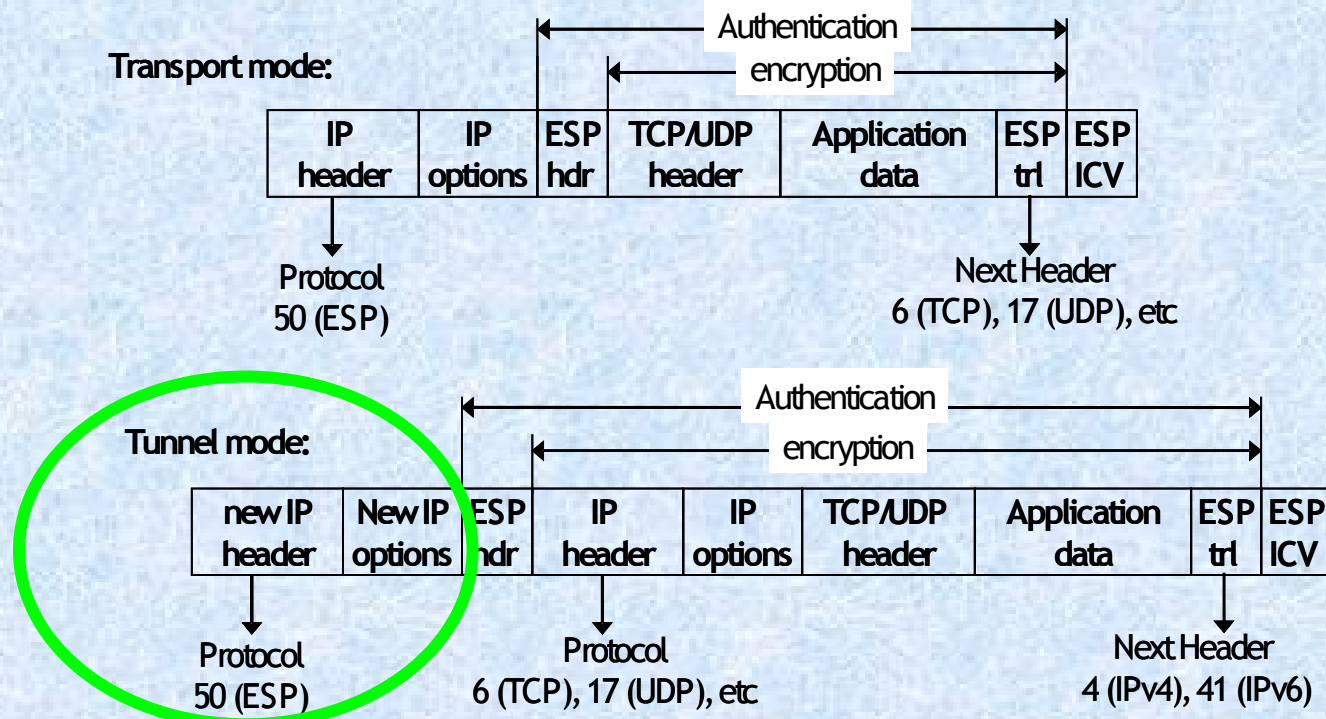 Authentication
Transport mode:
encryption
IP header
IP options
ESP hdr
TCP/UDP header
Application data
ESP trl
ESP ICV
Protocol
50 (ESP)
Next Header
6 (TCP), 17 (UDP), etc
Authentication
Tunnel mode:
encryption
new IP header
New IP options
ESP hdr
IP header
IP options
TCP/UDP header
Application data
ESP trl
ESP ICV
Protocol
50 (ESP)
Protocol
6 (TCP), 17 (UDP), etc
Next Header
4 (IPv4), 41 (IPv6)